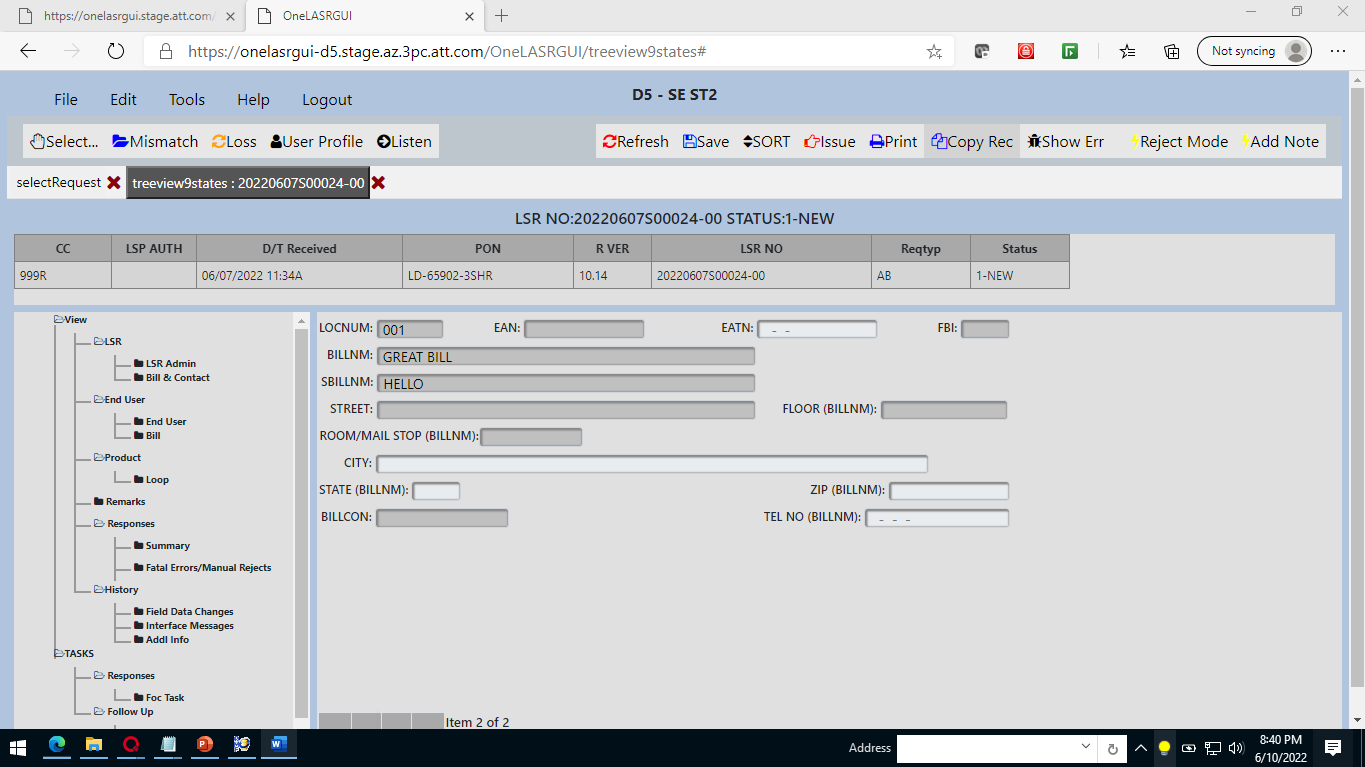 https://onelasrgui.stage.att.com/
OneLASRGUI
https://onelasrgui-d5.stage.az.3pc.att.com/OneLASRGUI/treeview9states#
Not syncing
File Edit Tools Help Logout
D5 - SE ST2
Select... Mismatch Loss User Profile Listen
Refresh Save SORT Issue Print Copy Rec Show Err Reject Mode Add Note
selectRequest treeview9states : 20220607S00024-00
LSR NO:20220607S00024-00 STATUS:1-NEW
CC LSP AUTH D/T Received PON R VER LSR NO Reqtyp Status
999R 06/07/2022 11:34A LD-65902-3SHR 10.14 20220607S00024-00 AB 1-NEW
View
LSR
LSR Admin
Bill & Contact
End User
End User
Bill
Product
Loop
Remarks
Responses
Summary
Fatal Errors/Manual Rejects
History
Field Data Changes
Interface Messages
Addl Info
TASKS
Responses
Foc Task
Follow Up
LOCNUM: 001 EAN: EATN: - - FBI:
BILLNM: GREAT BILL
SBILLNM: HELLO
STREET: FLOOR (BILLNM):
ROOM/MAIL STOP (BILLNM):
CITY:
STATE (BILLNM): ZIP (BILLNM):
BILLCON: TEL NO (BILLNM): - - -
Item 2 of 2
Address
8:40 PM
6/10/2022